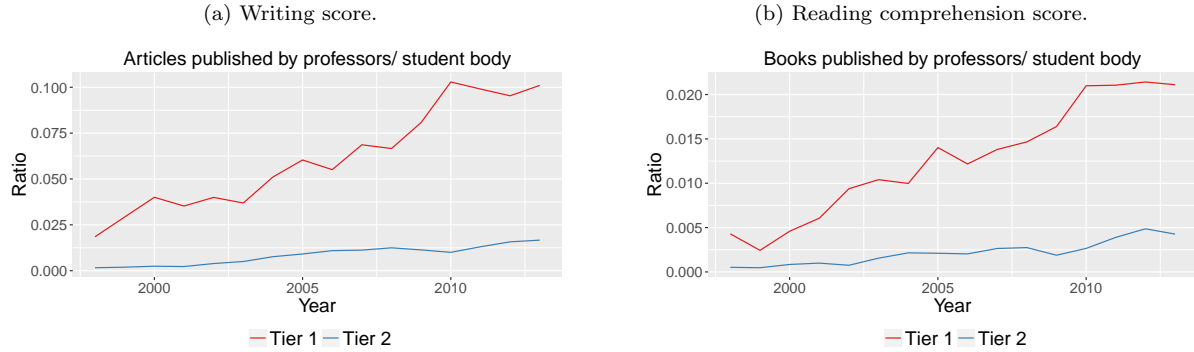 (a) Writing score.
(b) Reading comprehension score.
Articles published by professors/ student body
0.100
0.075
0.050
0.025
0.000
Ratio
2000
2005
2010
Year
Tier 1
Tier 2
Books published by professors/ student body
0.020
0.015
0.010
0.005
0.000
Ratio
2000
2005
2010
Year
Tier 1
Tier 2